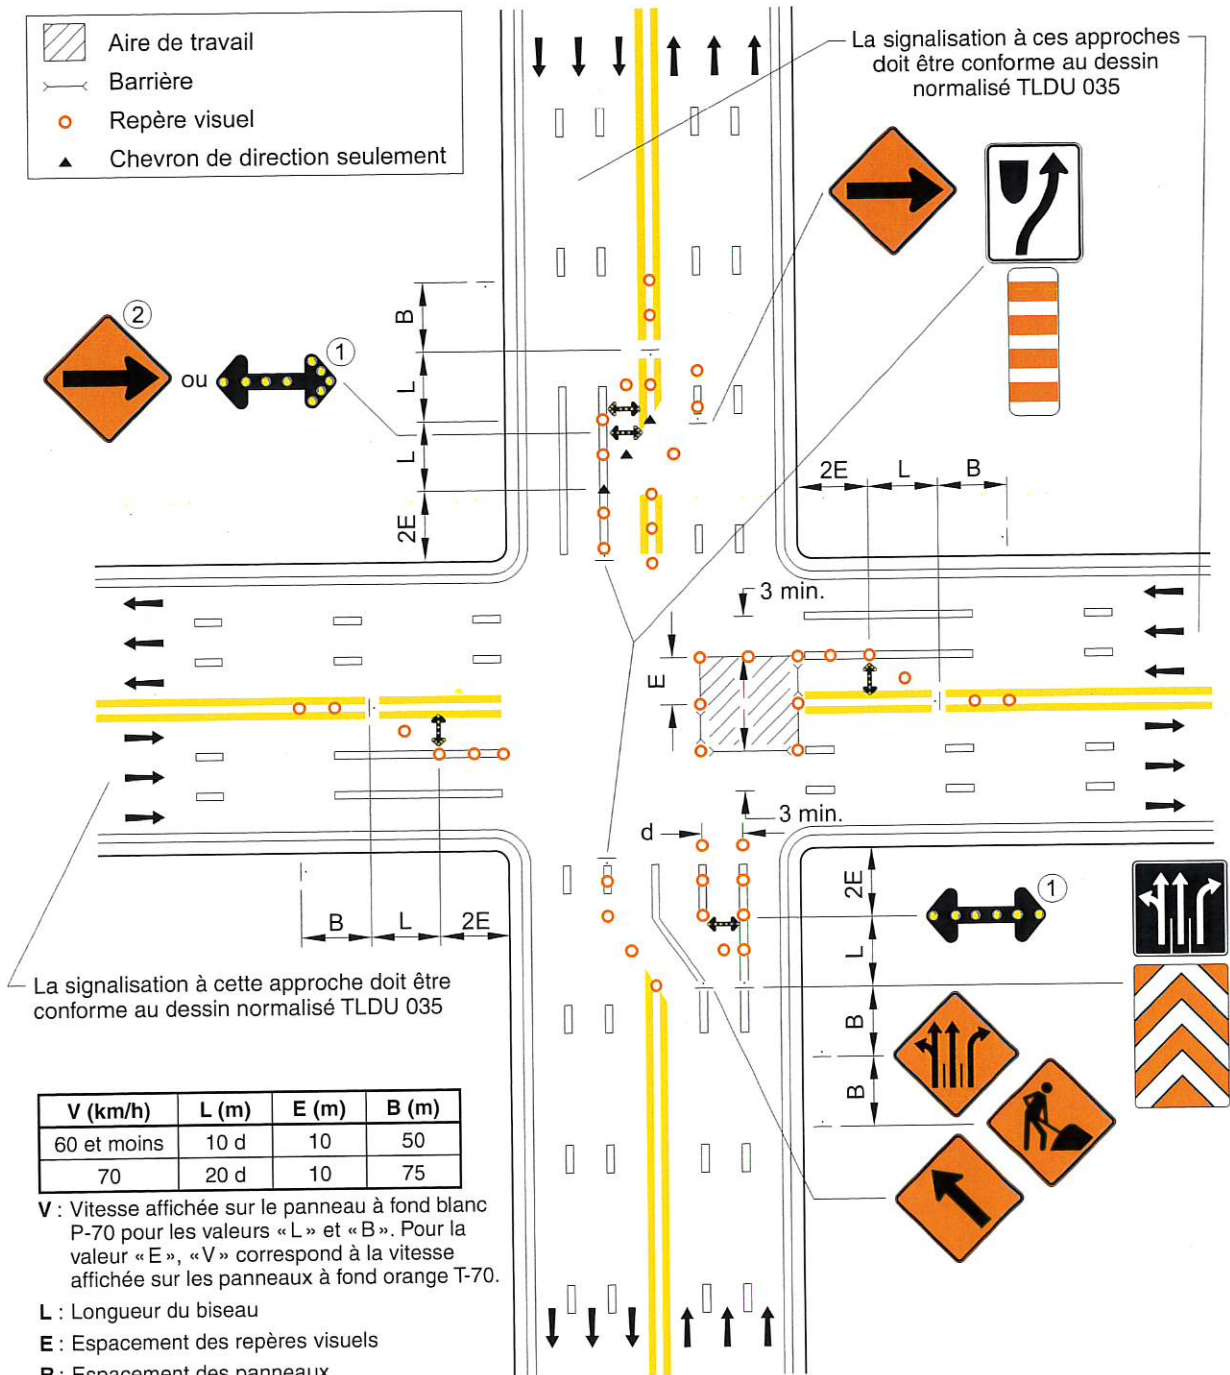 Aire de travail
Barrière
Repère visuel
Chevron de direction seulement
La signalisation à ces approches
doit être conforme au dessin
normalisé TLDU 035
2
ou
1
B
L
L
2E
2E
L
B
3 min.
E
3 min.
d
B
L
2E
2E
L
B
B
1
La signalisation à cette approche doit être
conforme au dessin normalisé TLDU 035
V (km/h) L (m) E (m) B (m)
60 et moins 10 d 10 50
70 20 d 10 75
V : Vitesse affichée sur le panneau à fond blanc
P-70 pour les valeurs « L » et « B ». Pour la
valeur « E », « V » correspond à la vitesse
affichée sur les panneaux à fond orange T-70.
L : Longueur du biseau
E : Espacement des repères visuels
B : Espacement des panneaux